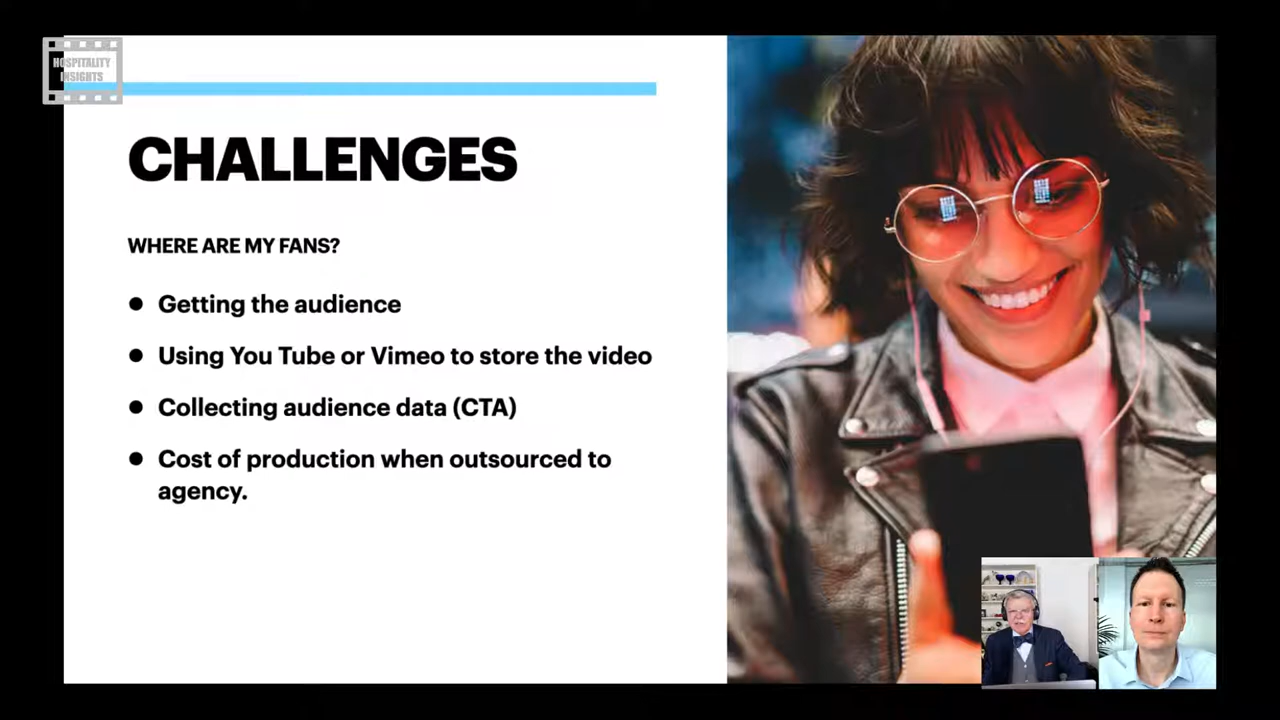 HOSPITALITY
INSIGHTS
CHALLENGES
WHERE ARE MY FANS?
● Getting the audience
● Using You Tube or Vimeo to store the video
● Collecting audience data (CTA)
● Cost of production when outsourced to
agency.